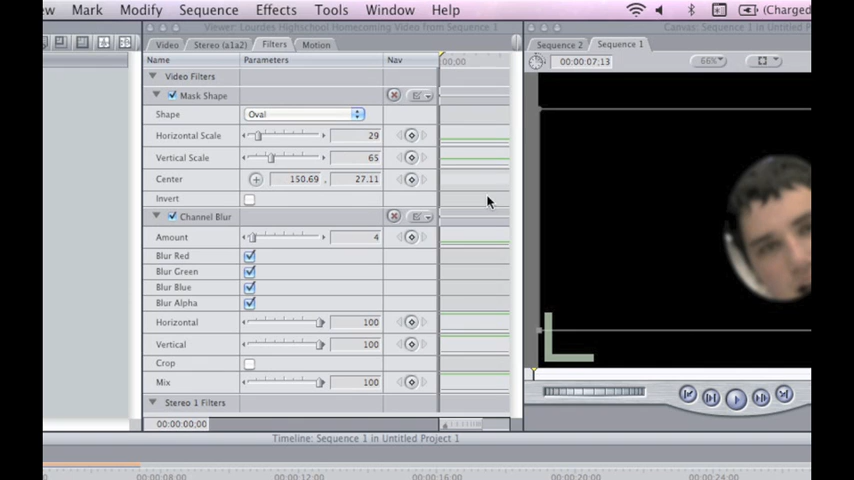 ew Mark Modify Sequence Effects Tools Window Help (Charged
Viewer: Lourdes Highschool Homecoming Video from Sequence 1
Canvas: Sequence 1 in Untitled Pro
Video Stereo (a1a2) Filters Motion
Sequence 2 Sequence 1
Name Parameters Nav 00;00
00:00:07;13 66%
Video Filters
Mask Shape
Shape Oval
Horizontal Scale 29
Vertical Scale 65
Center 150.69 , 27.11
Invert
Channel Blur
Amount 4
Blur Red
Blur Green
Blur Blue
Blur Alpha
Horizontal 100
Vertical 100
Crop
Mix 100
Stereo 1 Filters
00:00:00;00
Timeline: Sequence 1 in Untitled Project 1
00:00:08;00 00:00:12;00 00:00:16;00 00:00:20;00 00:00:24;00